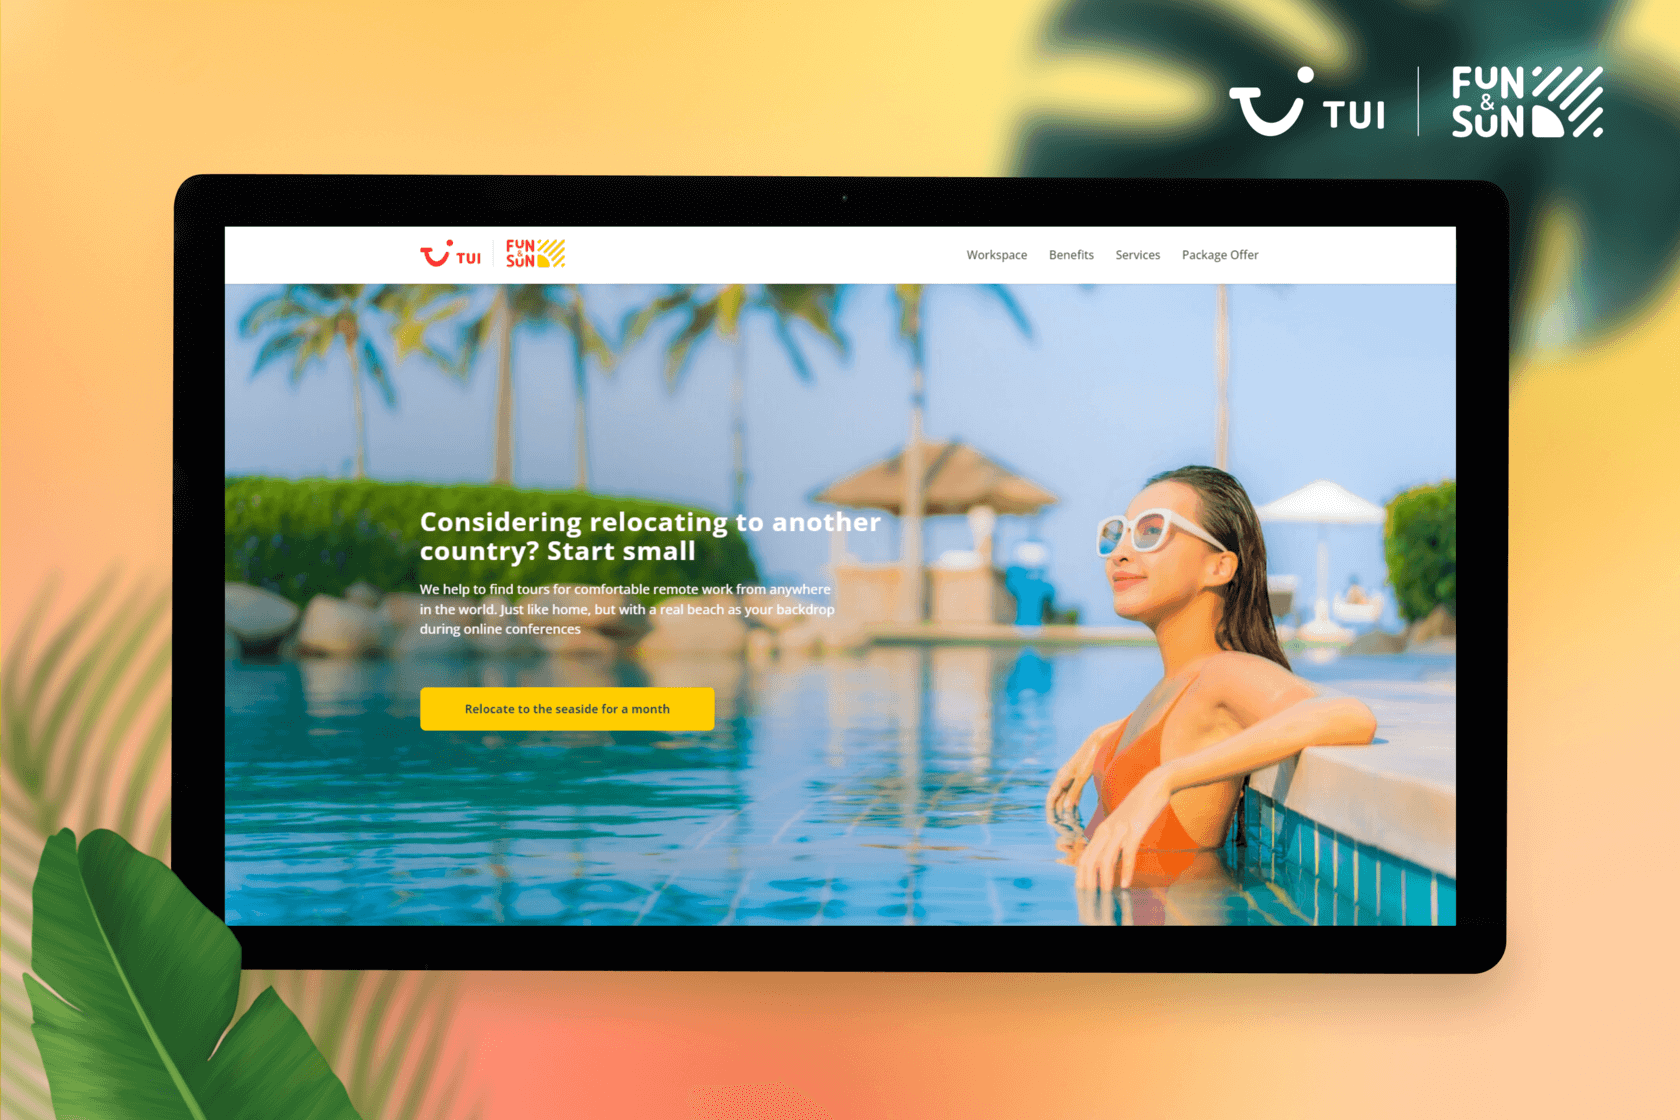 TUI
FUN
&
SUN
TUI
FUN
&
SUN
Workspace Benefits Services Package Offer
Considering relocating to another
country? Start small
We help to find tours for comfortable remote work from anywhere
in the world. Just like home, but with a real beach as your backdrop
during online conferences
Relocate to the seaside for a month